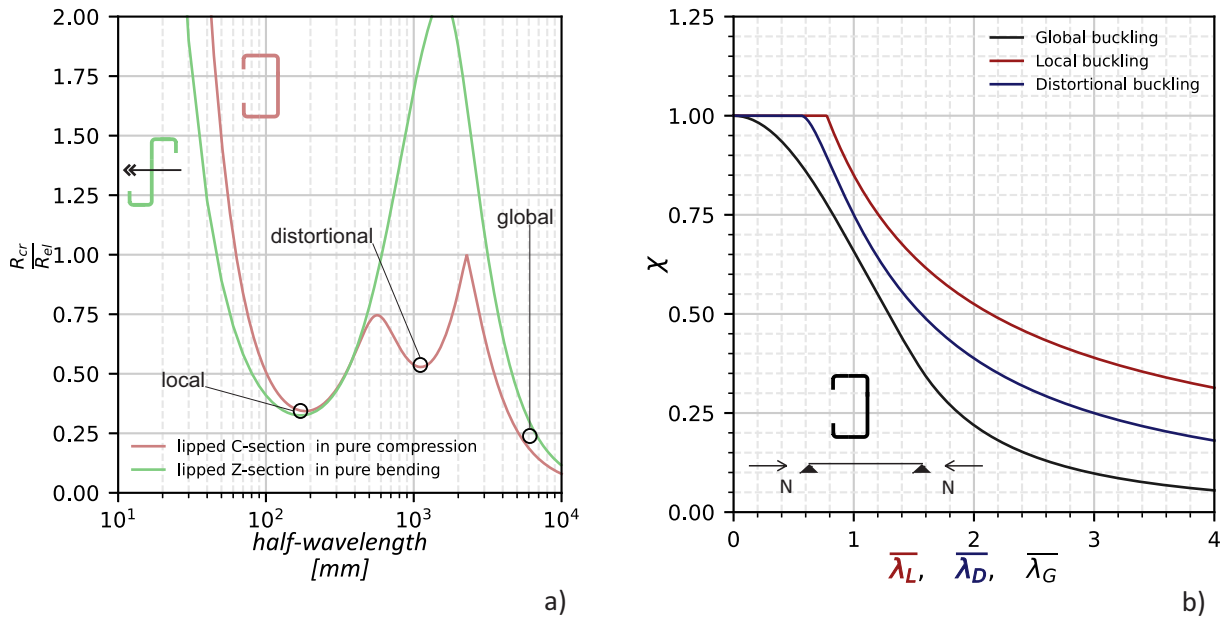 2.00
1.75
1.50
1.25
1.00
0.75
0.50
0.25
0.00
R_cr / R_el
global
distortional
local
lipped C-section in pure compression
lipped Z-section in pure bending
10^1
10^2
10^3
10^4
half-wavelength
[mm]
a)
1.25
1.00
0.75
0.50
0.25
0.00
χ
Global buckling
Local buckling
Distortional buckling
N
N
0
1
2
3
4
λ̅_L, λ̅_D, λ̅_G
b)